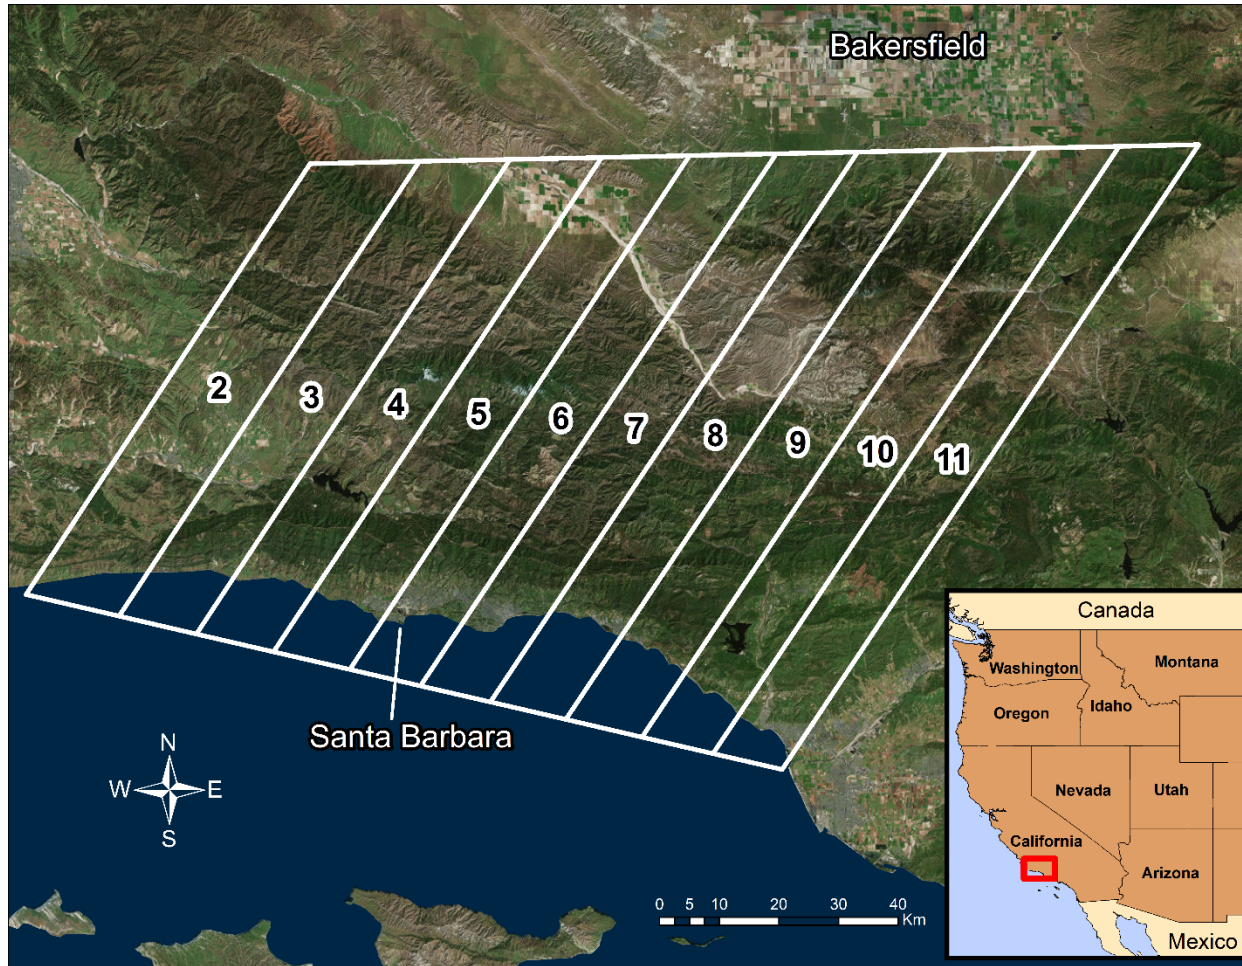 Bakersfield
2
3
4
5
6
7
8
9
10
11
Santa Barbara
N
W E
S
0 5 10 20 30 40
Km
Canada
Washington
Montana
Oregon
Idaho
Nevada
Utah
California
Arizona
Mexico